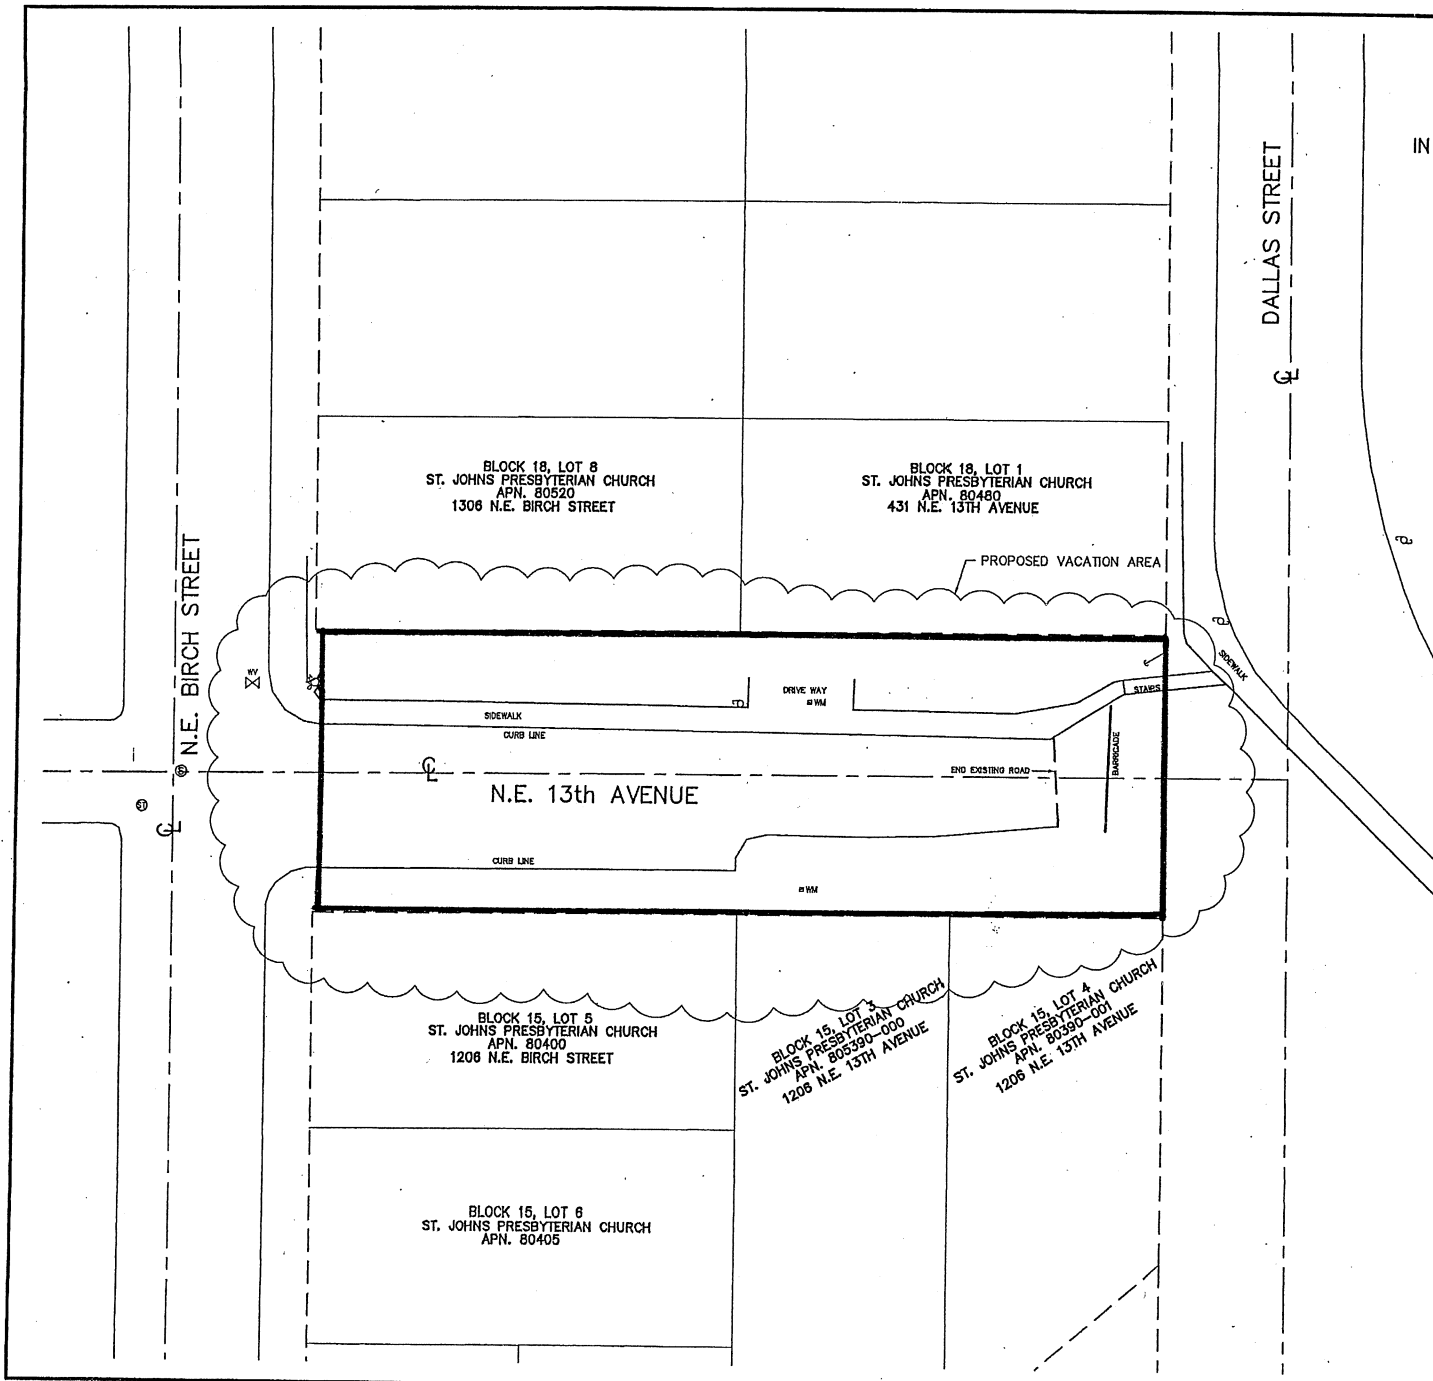 IN
DALLAS STREET
BLOCK 18, LOT 8
ST. JOHNS PRESBYTERIAN CHURCH
APN. 80520
1306 N.E. BIRCH STREET
BLOCK 18, LOT 1
ST. JOHNS PRESBYTERIAN CHURCH
APN. 80480
431 N.E. 13TH AVENUE
PROPOSED VACATION AREA
N.E. BIRCH STREET
WV
SIDEWALK
DRIVE WAY
WM
STAIRS
SIDEWALK
CURB LINE
BARRICADE
END EXISTING ROAD
CL
CL
CL
N.E. 13th AVENUE
ST
CURB LINE
WM
BLOCK 15, LOT 5
ST. JOHNS PRESBYTERIAN CHURCH
APN. 80400
1206 N.E. BIRCH STREET
BLOCK 15, LOT 3
ST. JOHNS PRESBYTERIAN CHURCH
APN. 805390-000
1206 N.E. 13TH AVENUE
BLOCK 15, LOT 4
ST. JOHNS PRESBYTERIAN CHURCH
APN. 80390-001
1206 N.E. 13TH AVENUE
BLOCK 15, LOT 6
ST. JOHNS PRESBYTERIAN CHURCH
APN. 80405